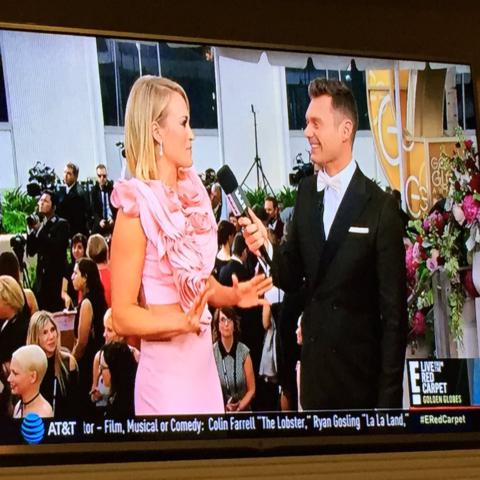 E
LIVE FROM THE
RED
CARPET
GOLDEN GLOBES
AT&T tor – Film, Musical or Comedy: Colin Farrell "The Lobster," Ryan Gosling "La La Land," #ERedCarpet